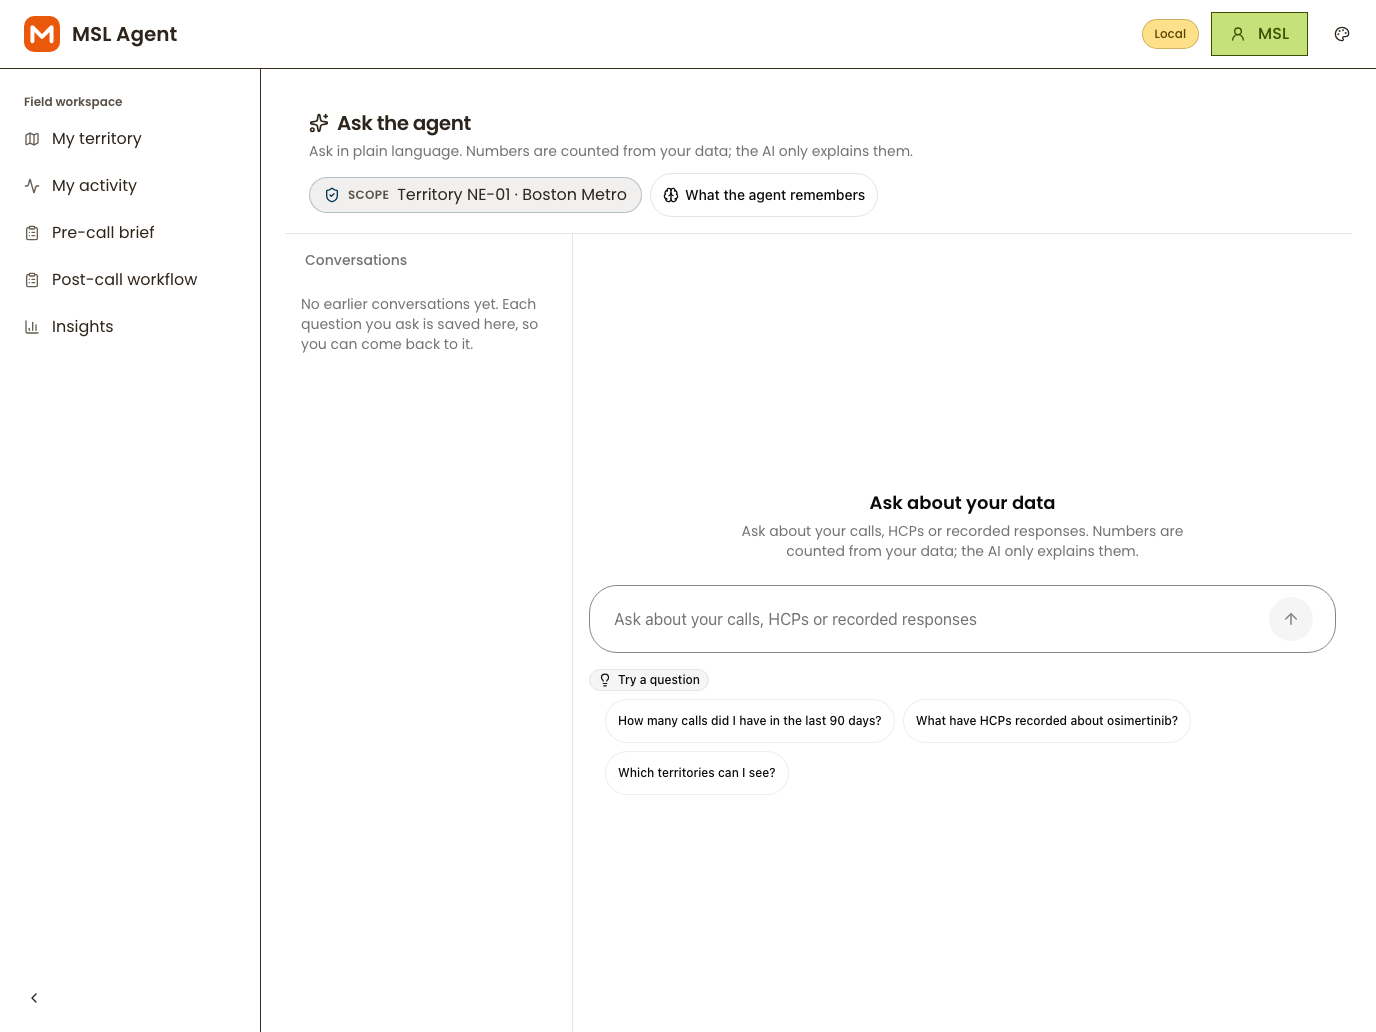 MSL Agent
Local
MSL
Field workspace
My territory
My activity
Pre-call brief
Post-call workflow
Insights
Ask the agent
Ask in plain language. Numbers are counted from your data; the AI only explains them.
SCOPE Territory NE-01 · Boston Metro
What the agent remembers
Conversations
No earlier conversations yet. Each
question you ask is saved here, so
you can come back to it.
Ask about your data
Ask about your calls, HCPs or recorded responses. Numbers are
counted from your data; the AI only explains them.
Ask about your calls, HCPs or recorded responses
Try a question
How many calls did I have in the last 90 days?
What have HCPs recorded about osimertinib?
Which territories can I see?